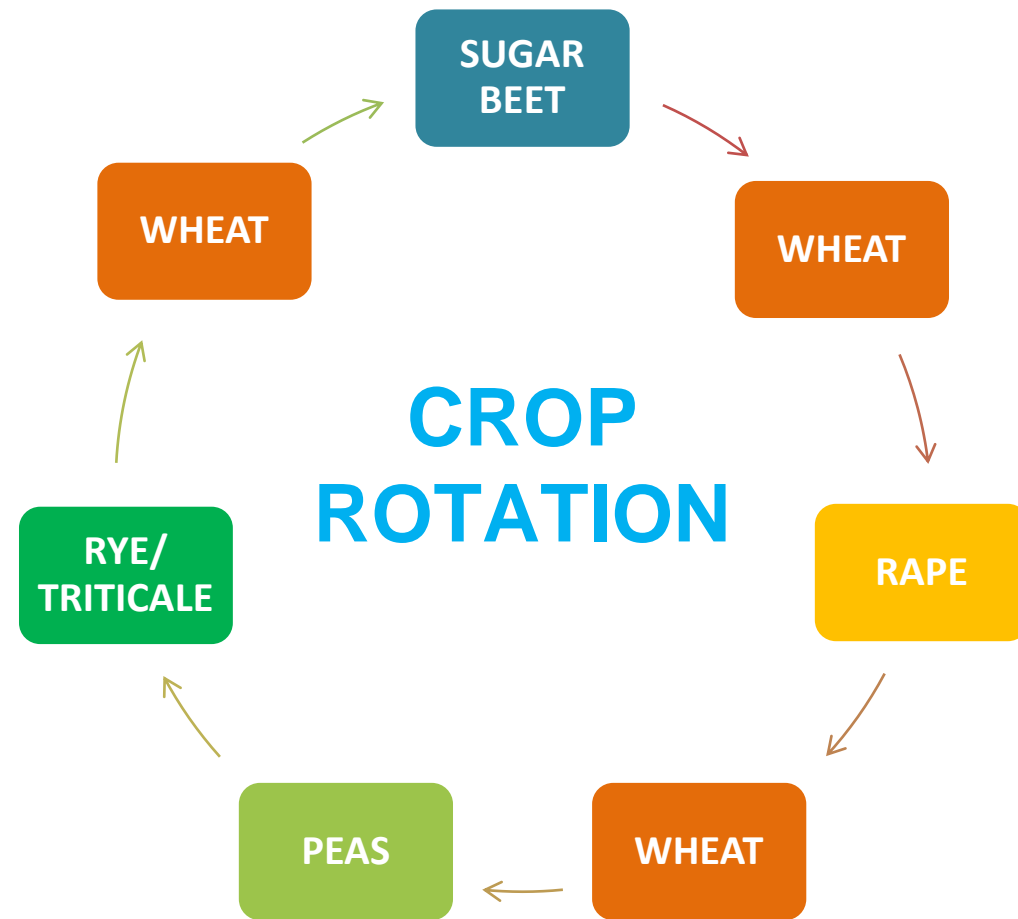 SUGAR
BEET
WHEAT
RAPE
WHEAT
PEAS
RYE/
TRITICALE
WHEAT
CROP
ROTATION